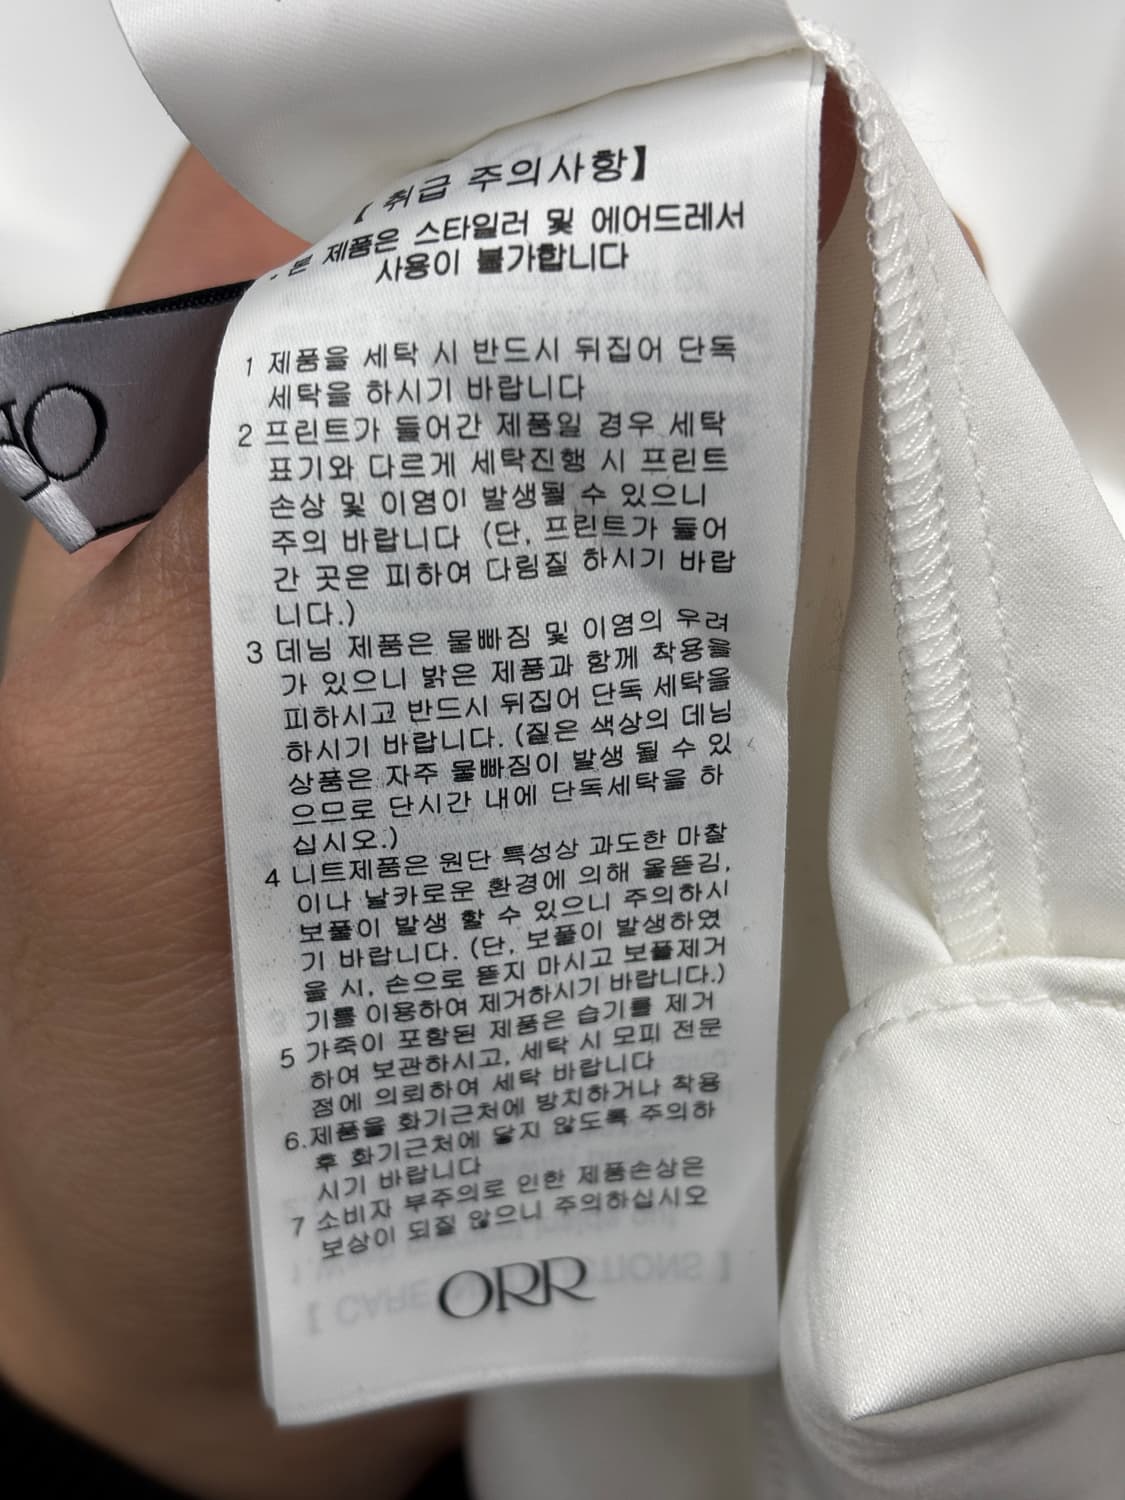 【 취급 주의사항】
- 본 제품은 스타일러 및 에어드레서
사용이 불가합니다
1 제품을 세탁 시 반드시 뒤집어 단독
세탁을 하시기 바랍니다
2 프린트가 들어간 제품일 경우 세탁
표기와 다르게 세탁진행 시 프린트
손상 및 이염이 발생될 수 있으니
주의 바랍니다 (단, 프린트가 들어
간 곳은 피하여 다림질 하시기 바랍
니다.)
3 데님 제품은 물빠짐 및 이염의 우려
가 있으니 밝은 제품과 함께 착용을
피하시고 반드시 뒤집어 단독 세탁을
하시기 바랍니다. (짙은 색상의 데님
상품은 자주 물빠짐이 발생 될 수 있
으므로 단시간 내에 단독세탁을 하
십시오.)
4 니트제품은 원단 특성상 과도한 마찰
이나 날카로운 환경에 의해 올뜯김,
보풀이 발생 할 수 있으니 주의하시
기 바랍니다. (단, 보풀이 발생하였
을 시, 손으로 뜯지 마시고 보풀제거
기를 이용하여 제거하시기 바랍니다.)
5 가죽이 포함된 제품은 습기를 제거
하여 보관하시고, 세탁 시 모피 전문
점에 의뢰하여 세탁 바랍니다
6.제품을 화기근처에 방치하거나 착용
후 화기근처에 닿지 않도록 주의하
시기 바랍니다
7 소비자 부주의로 인한 제품손상은
보상이 되질 않으니 주의하십시오
ORR